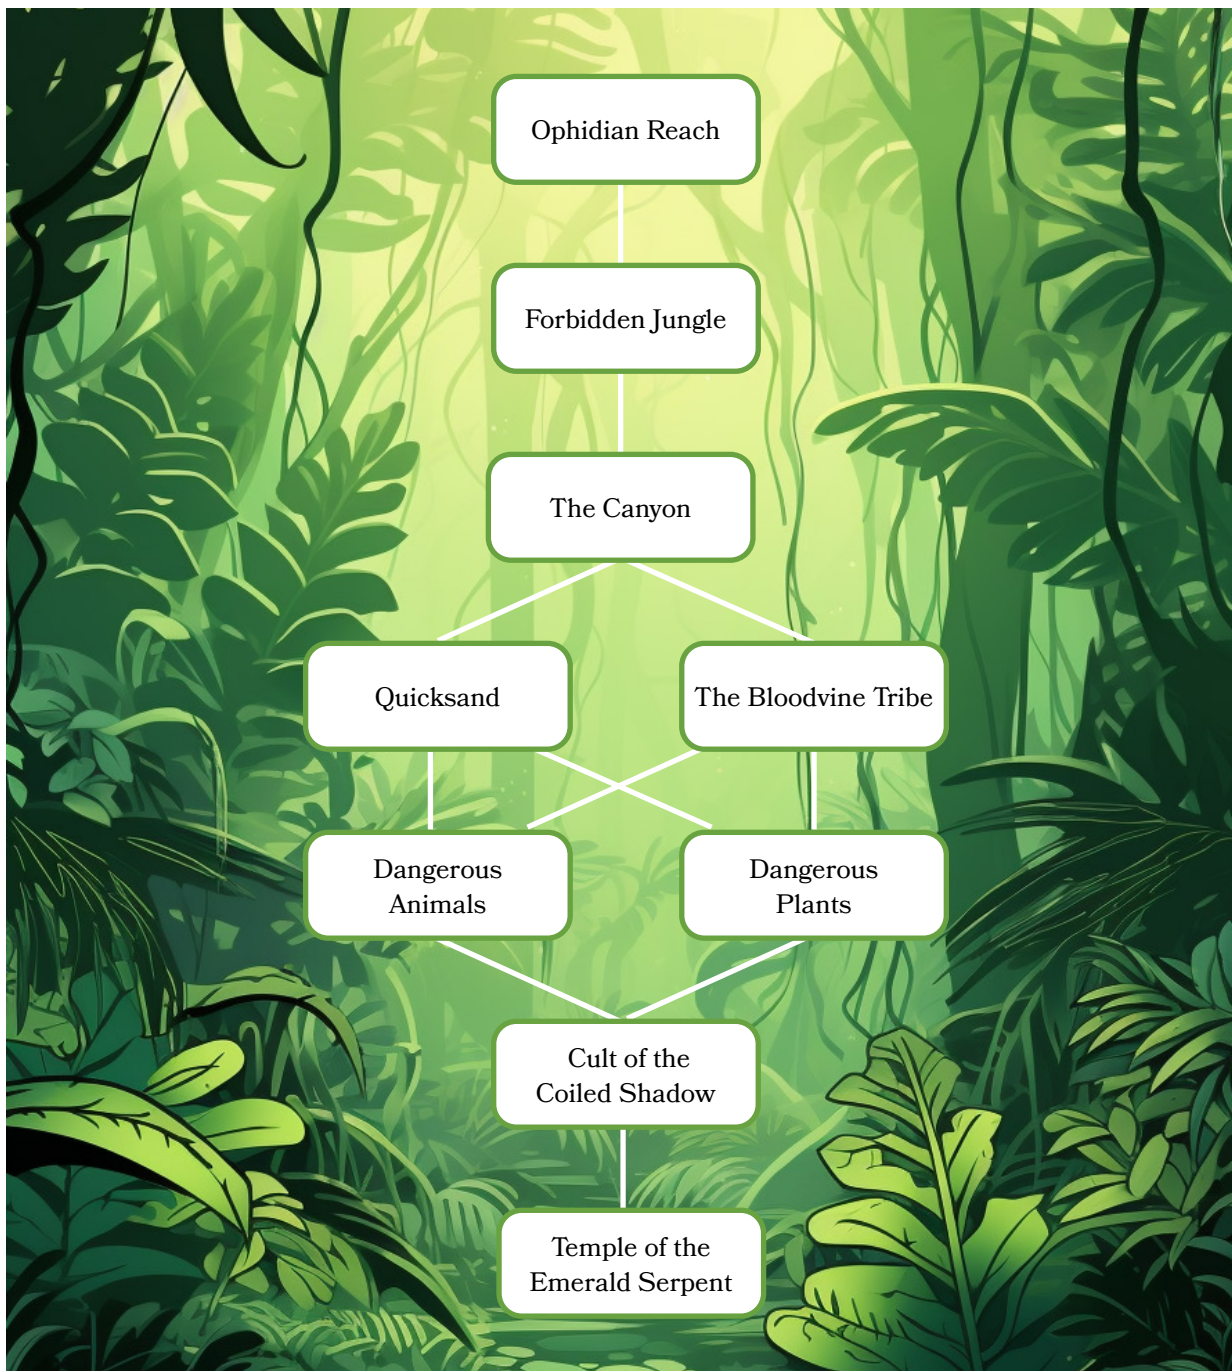 Ophidian Reach
Forbidden Jungle
The Canyon
Quicksand
The Bloodvine Tribe
Dangerous
Animals
Dangerous
Plants
Cult of the
Coiled Shadow
Temple of the
Emerald Serpent